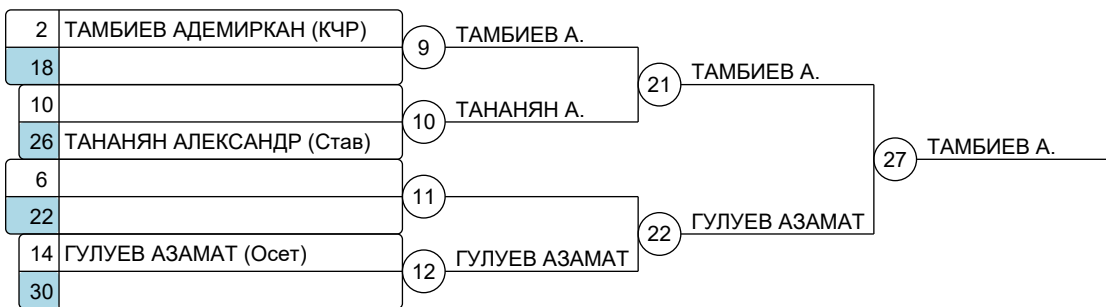 2 ТАМБИЕВ АДЕМИРКАН (КЧР)
18
10
26 ТАНАНЯН АЛЕКСАНДР (Став)
6
22
14 ГУЛУЕВ АЗАМАТ (Осет)
30
9 ТАМБИЕВ А.
10 ТАНАНЯН А.
11
12 ГУЛУЕВ АЗАМАТ
21 ТАМБИЕВ А.
22 ГУЛУЕВ АЗАМАТ
27 ТАМБИЕВ А.